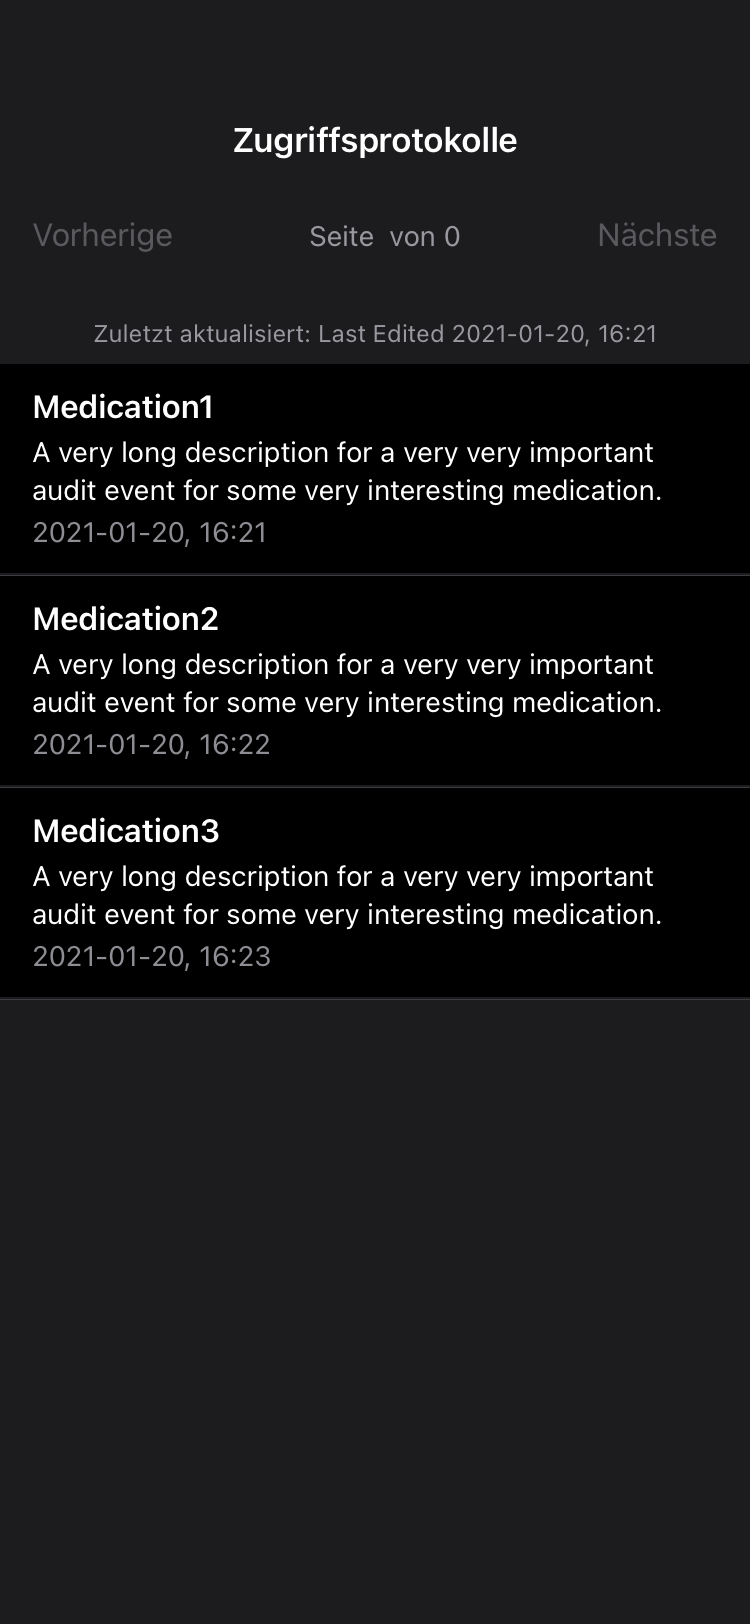 Zugriffsprotokolle
Vorherige Seite von 0 Nächste
Zuletzt aktualisiert: Last Edited 2021-01-20, 16:21
Medication1
A very long description for a very very important
audit event for some very interesting medication.
2021-01-20, 16:21
Medication2
A very long description for a very very important
audit event for some very interesting medication.
2021-01-20, 16:22
Medication3
A very long description for a very very important
audit event for some very interesting medication.
2021-01-20, 16:23